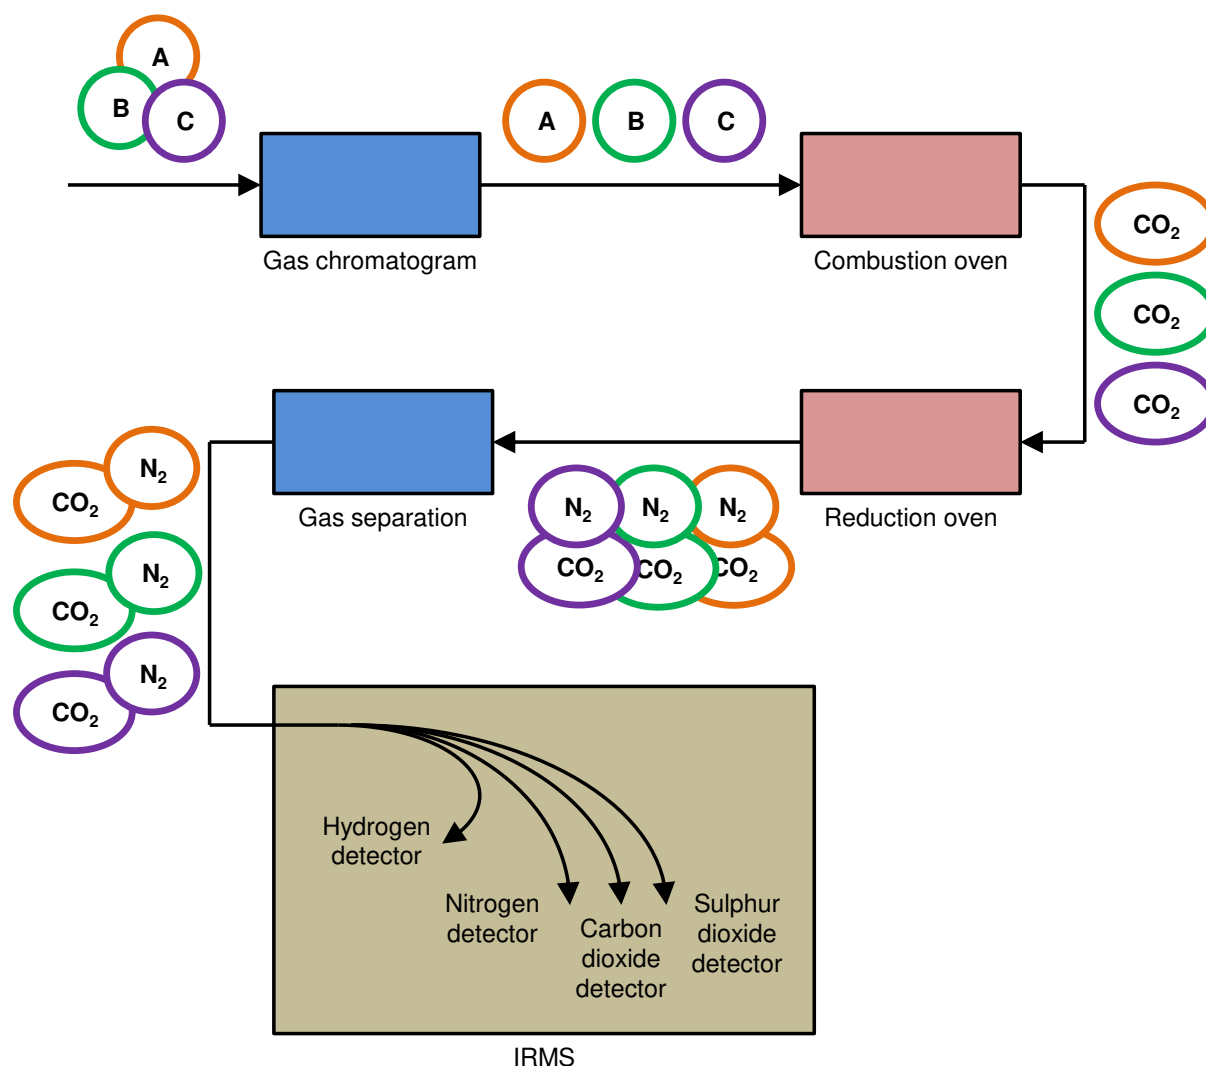 A
B
C
A
B
C
Gas chromatogram
Combustion oven
CO₂
CO₂
CO₂
Gas separation
Reduction oven
N₂
N₂
N₂
CO₂
CO₂
CO₂
N₂
CO₂
N₂
CO₂
N₂
CO₂
Hydrogen
detector
Nitrogen
detector
Carbon
dioxide
detector
Sulphur
dioxide
detector
IRMS